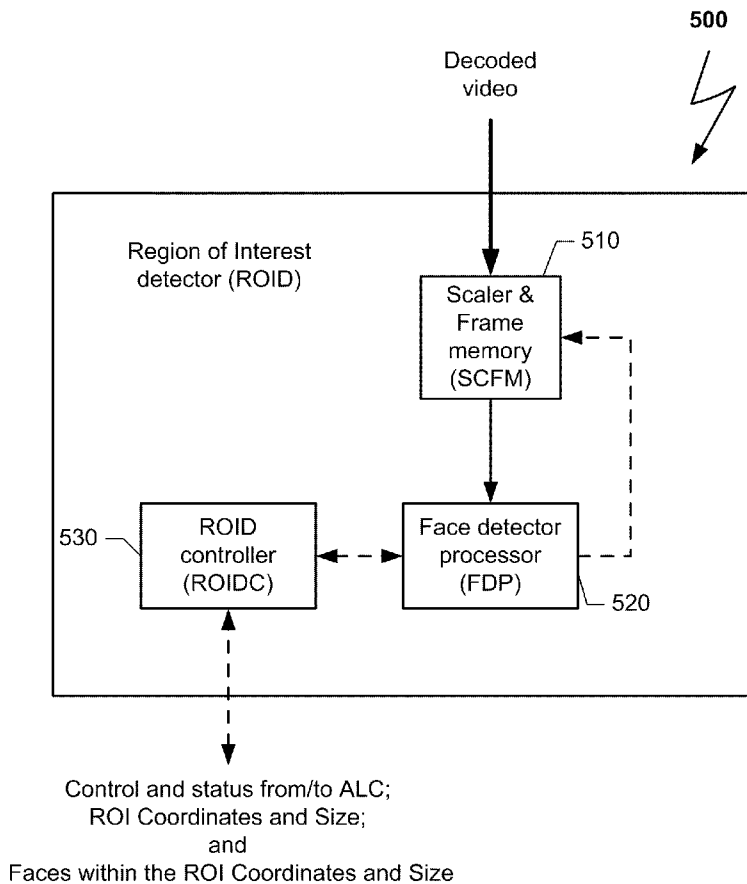 500
Decoded
video
Region of Interest
detector (ROID)
510
Scaler &
Frame
memory
(SCFM)
530
ROID
controller
(ROIDC)
Face detector
processor
(FDP)
520
Control and status from/to ALC;
ROI Coordinates and Size;
and
Faces within the ROI Coordinates and Size